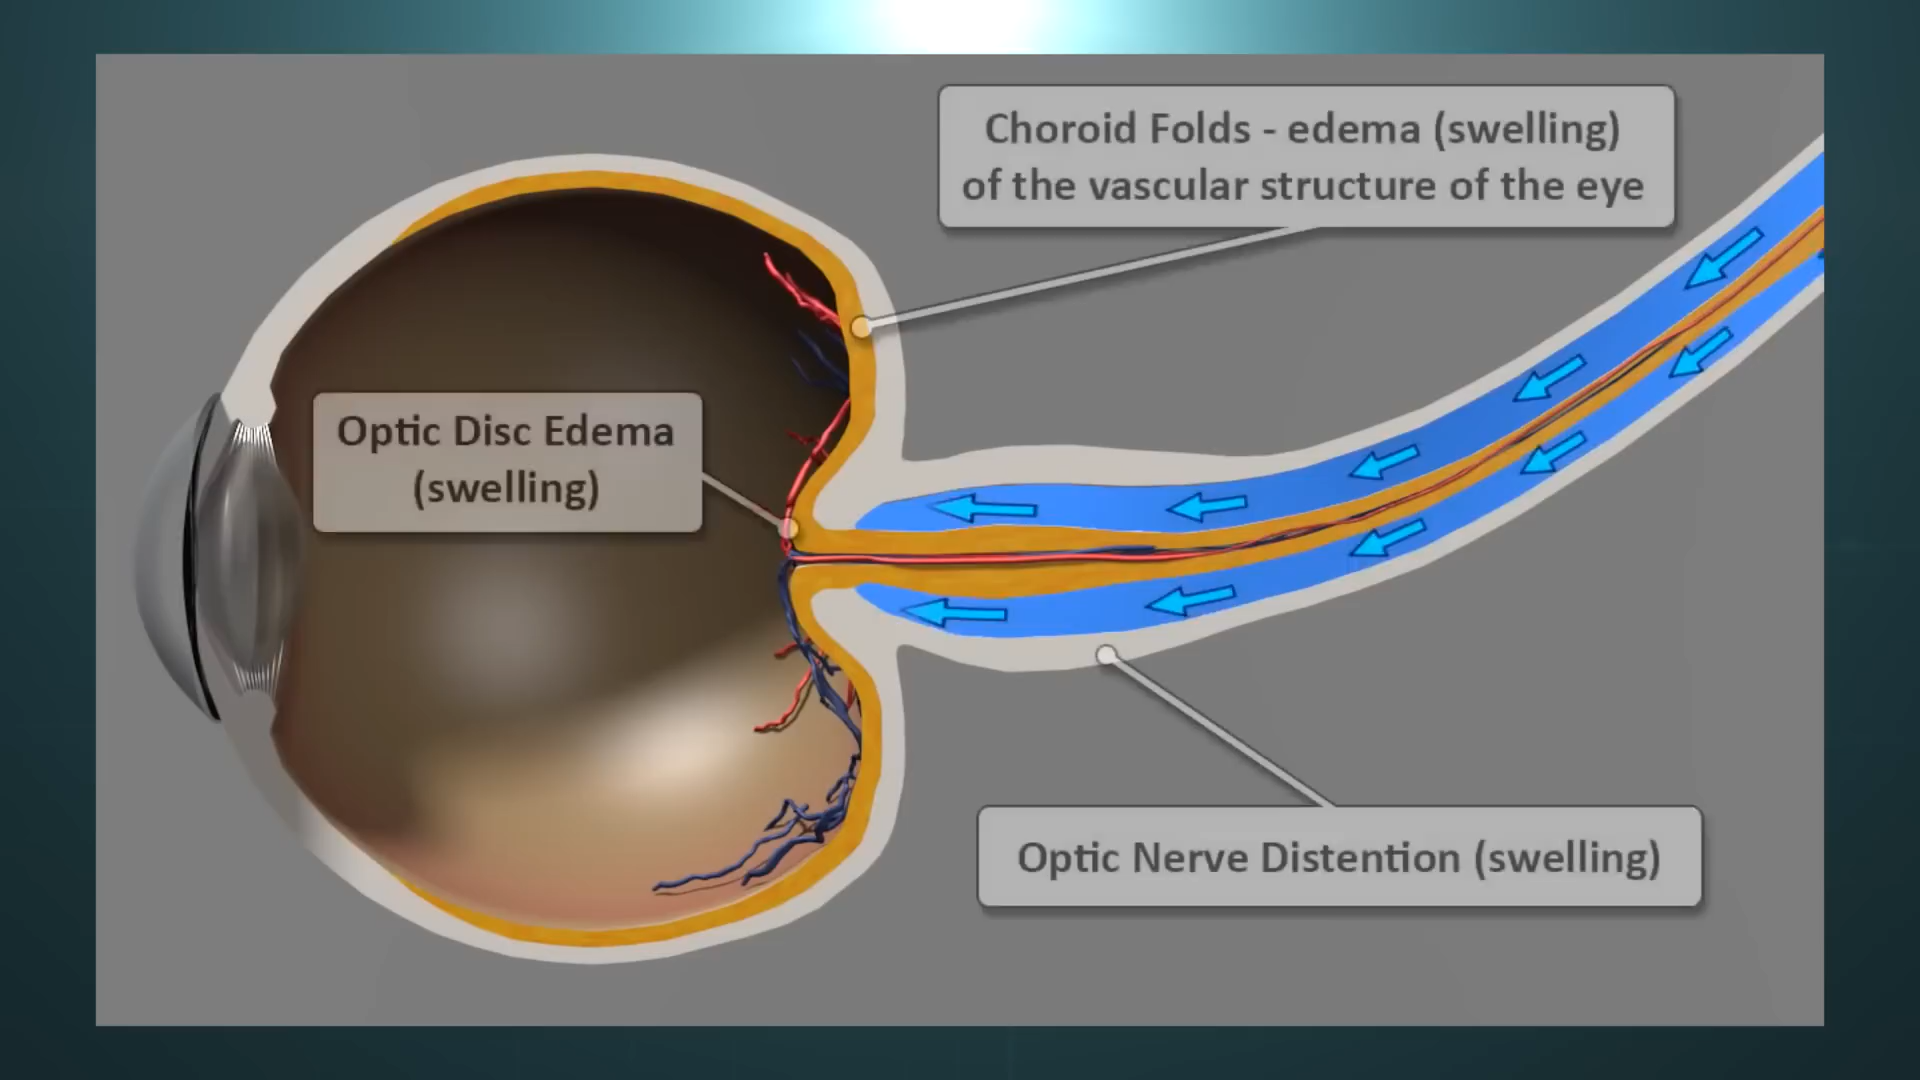 Choroid Folds - edema (swelling)
of the vascular structure of the eye
Optic Disc Edema
(swelling)
Optic Nerve Distention (swelling)